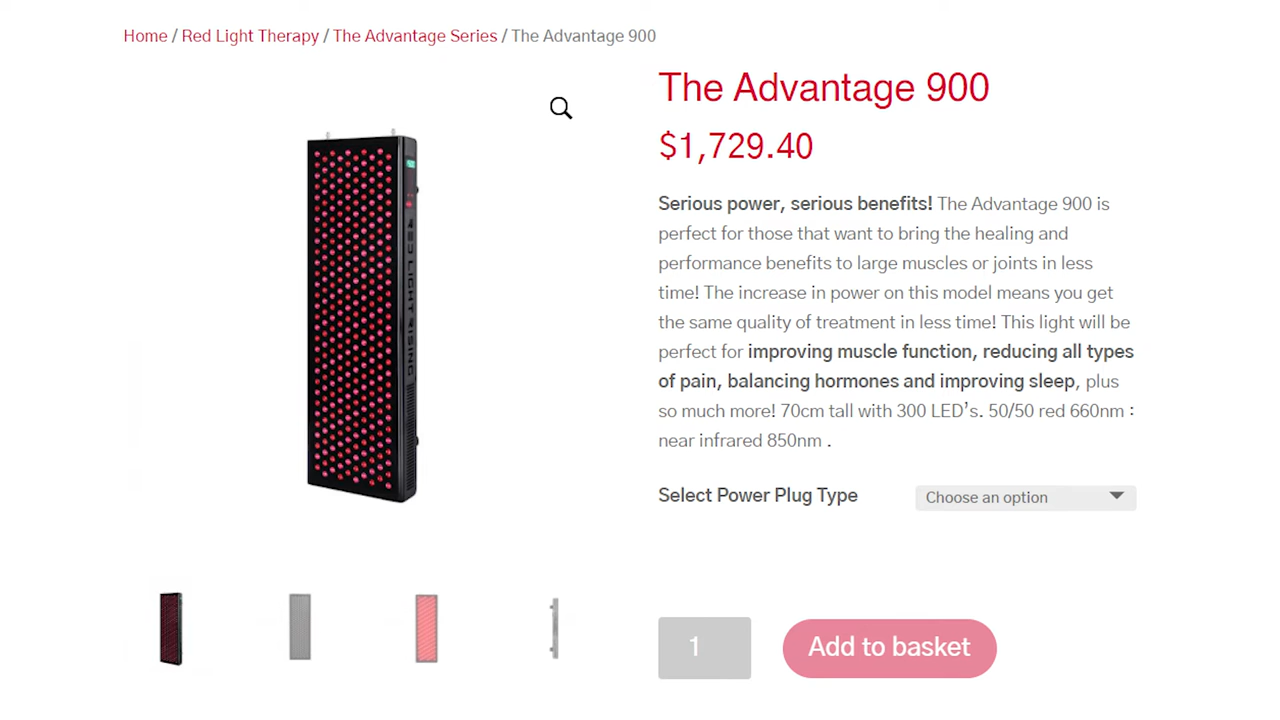 Home / Red Light Therapy / The Advantage Series / The Advantage 900
The Advantage 900
$1,729.40
Serious power, serious benefits! The Advantage 900 is
perfect for those that want to bring the healing and
performance benefits to large muscles or joints in less
time! The increase in power on this model means you get
the same quality of treatment in less time! This light will be
perfect for improving muscle function, reducing all types
of pain, balancing hormones and improving sleep, plus
so much more! 70cm tall with 300 LED’s. 50/50 red 660nm :
near infrared 850nm .
Select Power Plug Type
Choose an option
1
Add to basket
RED LIGHT RISING